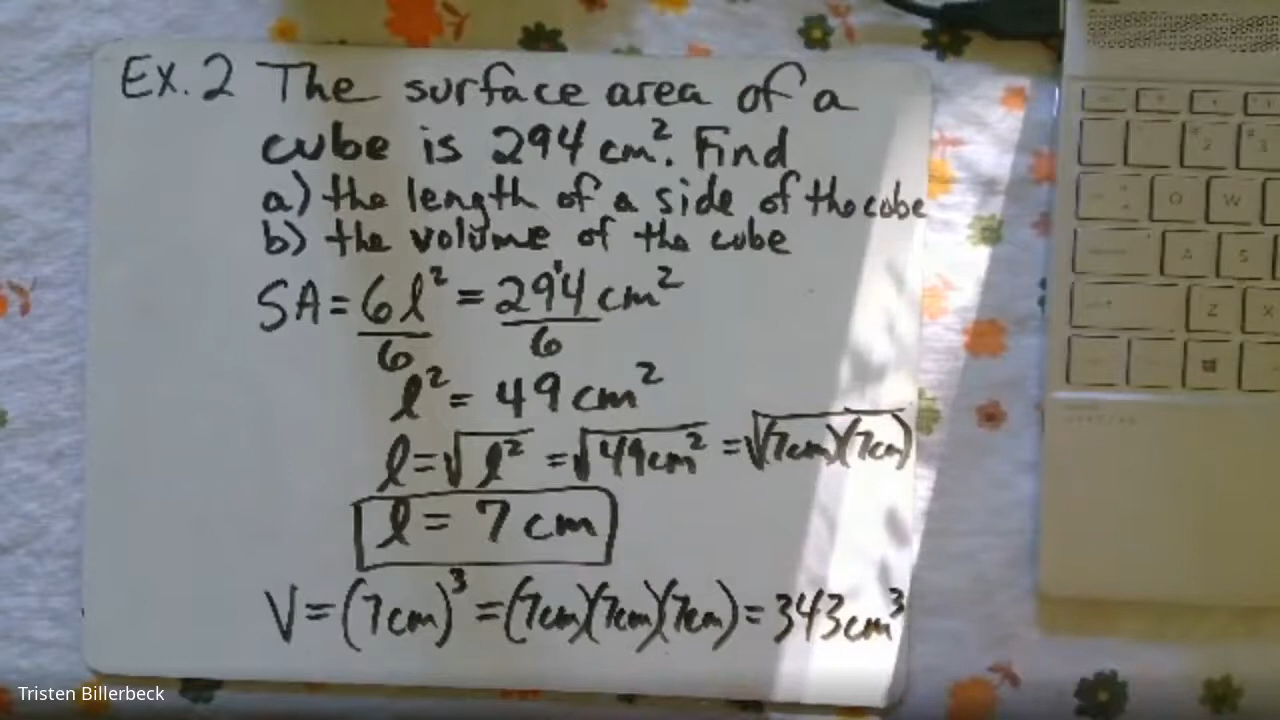 Ex. 2 The surface area of a
cube is 294 cm². Find
a) the length of a side of the cube
b) the volume of the cube
SA = 6l² / 6 = 294 cm² / 6
l² = 49 cm²
l = √l² = √49cm² = √(7cm)(7cm)
l = 7 cm
V = (7cm)³ = (7cm)(7cm)(7cm) = 343cm³
Tristen Billerbeck
2
3
Q W
A S
Z X